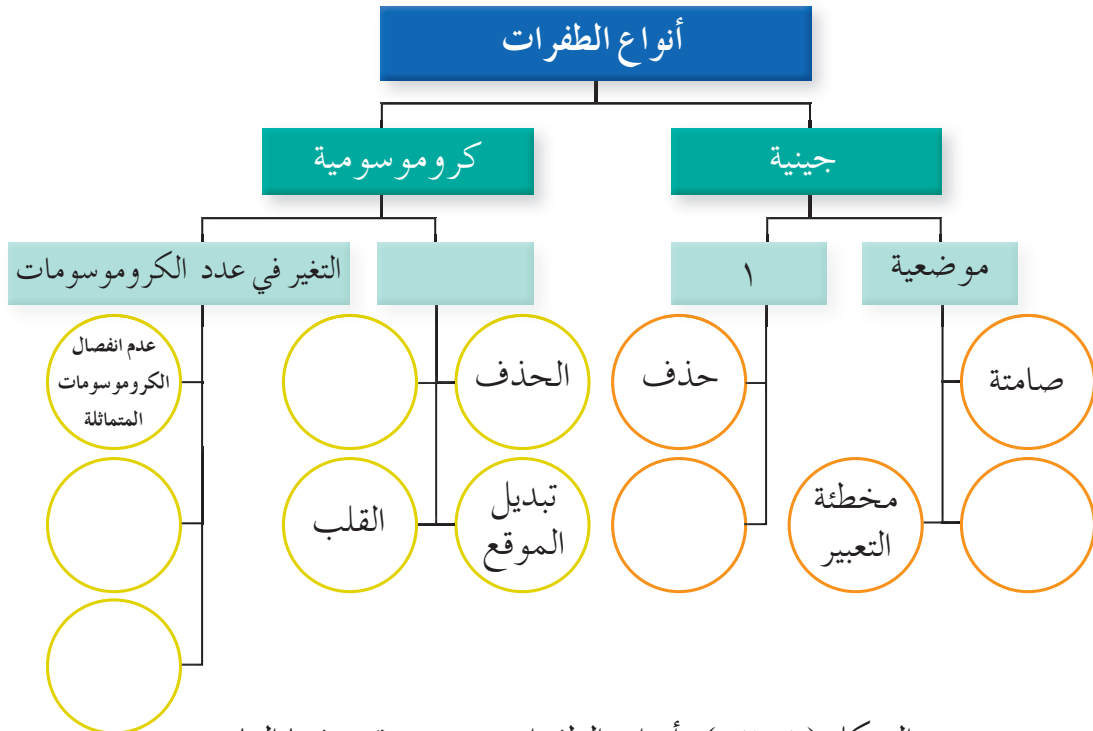 أنواع الطفرات
جينية
كروموسومية
موضعية
١
التغير في عدد الكروموسومات
صامتة
مخطئة
التعبير
حذف
الحذف
تبديل
الموقع
القلب
عدم انفصال
الكروموسومات
المتماثلة